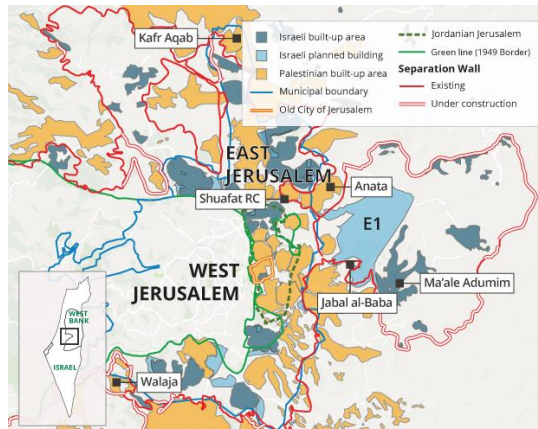 Kafr Aqab
Israeli built-up area
Israeli planned building
Palestinian built-up area
Municipal boundary
Old City of Jerusalem
Jordanian Jerusalem
Green line (1949 Border)
Separation Wall
Existing
Under construction
EAST
JERUSALEM
Anata
Shuafat RC
E1
WEST
JERUSALEM
Ma'ale Adumim
Jabal al-Baba
WEST
BANK
ISRAEL
Walaja